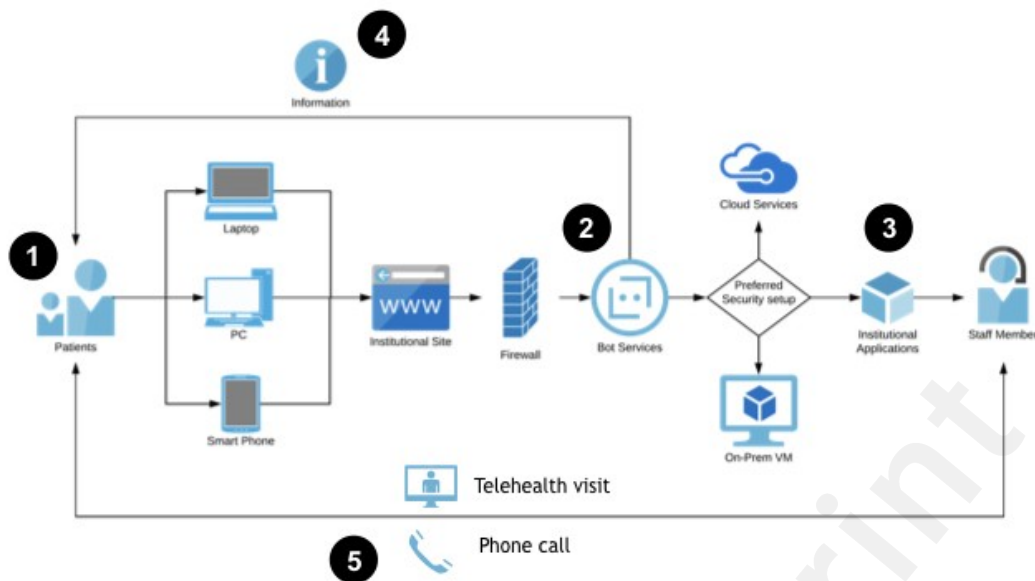 4
Information
Cloud Services
Laptop
2
3
1
WWW
Preferred
Security setup
Patients
PC
Institutional Site
Firewall
Bot Services
Institutional
Applications
Staff Member
Smart Phone
On-Prem VM
Telehealth visit
Phone call
5
rint